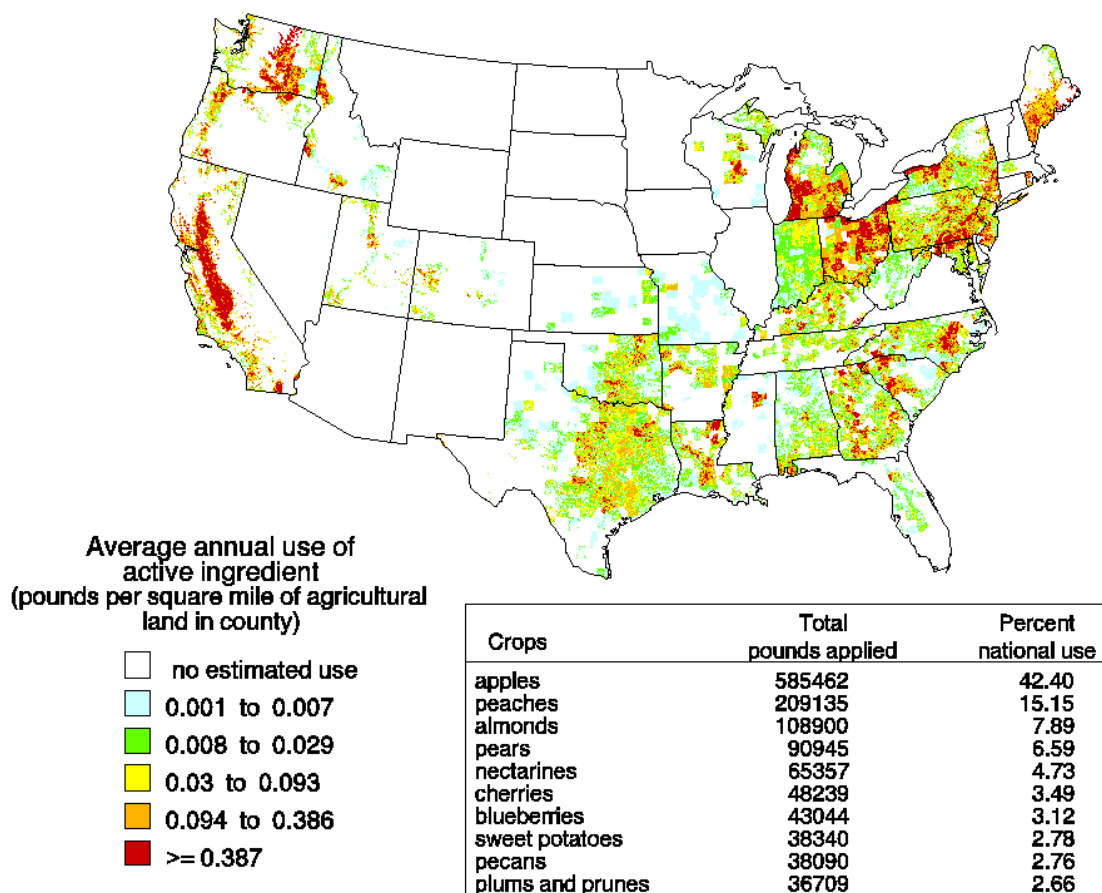 Average annual use of
active ingredient
(pounds per square mile of agricultural
land in county)
no estimated use
0.001 to 0.007
0.008 to 0.029
0.03 to 0.093
0.094 to 0.386
>= 0.387
Crops Total pounds applied Percent national use
apples 585462 42.40
peaches 209135 15.15
almonds 108900 7.89
pears 90945 6.59
nectarines 65357 4.73
cherries 48239 3.49
blueberries 43044 3.12
sweet potatoes 38340 2.78
pecans 38090 2.76
plums and prunes 36709 2.66